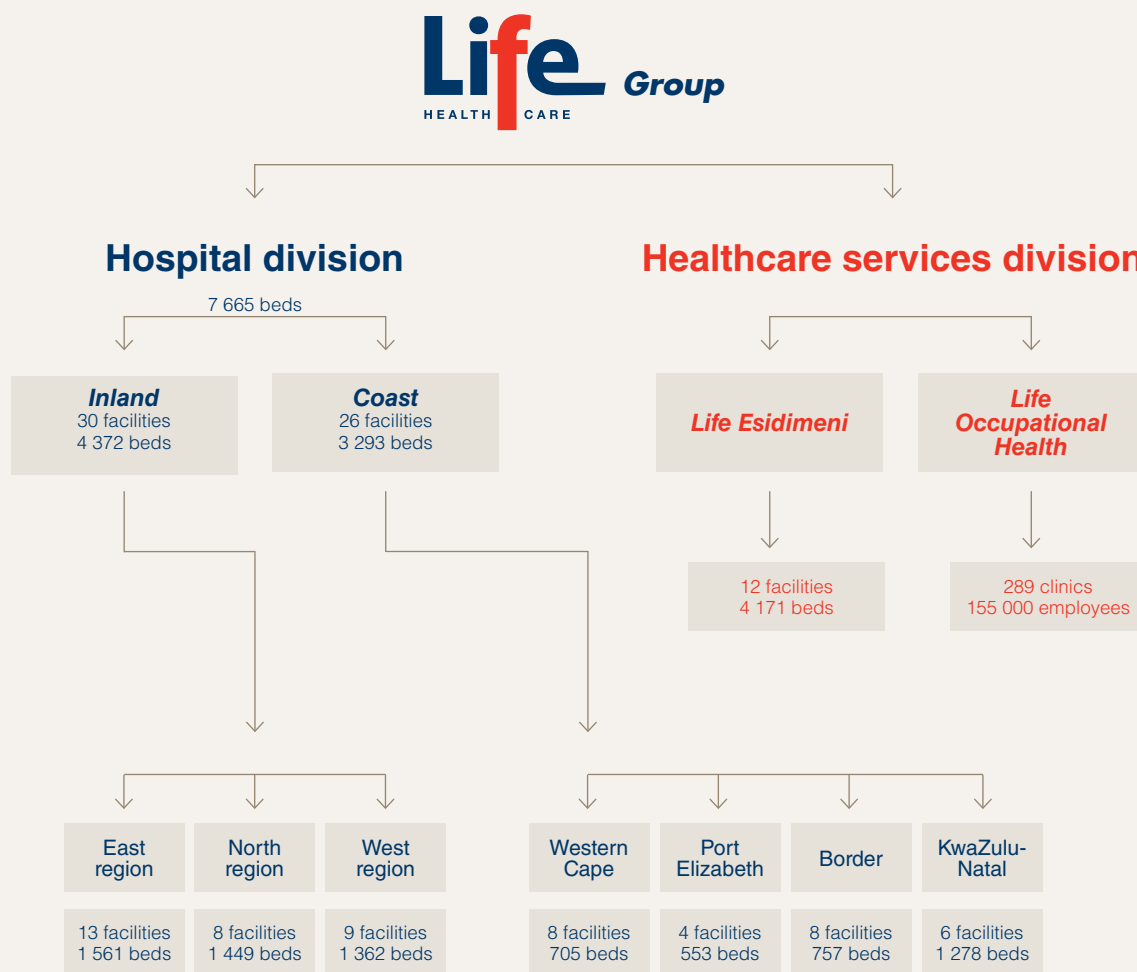 Life Group
HEALTH CARE
Hospital division
Healthcare services division
7 665 beds
Inland
30 facilities
4 372 beds
Coast
26 facilities
3 293 beds
Life Esidimeni
Life
Occupational
Health
12 facilities
4 171 beds
289 clinics
155 000 employees
East
region
North
region
West
region
Western
Cape
Port
Elizabeth
Border
KwaZulu-
Natal
13 facilities
1 561 beds
8 facilities
1 449 beds
9 facilities
1 362 beds
8 facilities
705 beds
4 facilities
553 beds
8 facilities
757 beds
6 facilities
1 278 beds